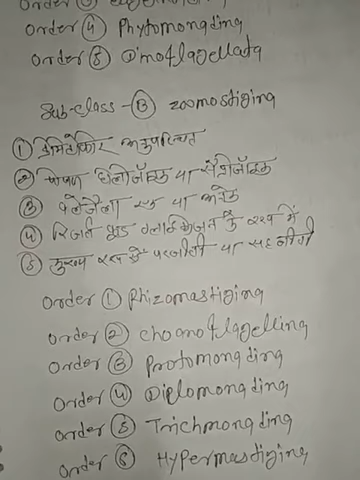 order (4) Phytomonadina
order (5) Dinoflagellata
Sub-class - (B) zoomastigina
(1) क्रोमेटोफोर अनुपस्थित
(2) पोषण होलोजॉइक या सैप्रोजॉइक
(3) फ्लैजैला एक या अनेक
(4) रिजर्व फूड ग्लाईकोजन के रूप में
(5) मुख्य रूप से परजीवी या सहजीवी
order (1) Rhizomastigina
order (2) choanoflagellina
order (3) Protomonadina
order (4) Diplomonadina
order (5) Trichmonadina
order (6) Hypermastigina